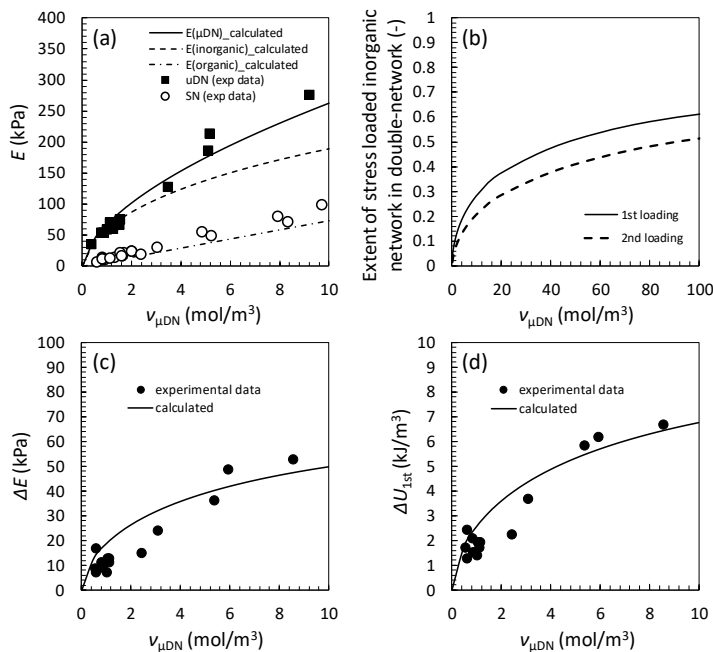 (a)
E(μDN)_calculated
E(inorganic)_calculated
E(organic)_calculated
uDN (exp data)
SN (exp data)
400
350
300
250
200
150
100
50
0
E (kPa)
0 2 4 6 8 10
νμDN (mol/m³)
(b)
1
0.9
0.8
0.7
0.6
0.5
0.4
0.3
0.2
0.1
0
Extent of stress loaded inorganic
network in double-network (-)
1st loading
2nd loading
0 20 40 60 80 100
νμDN (mol/m³)
(c)
experimental data
calculated
100
90
80
70
60
50
40
30
20
10
0
ΔE (kPa)
0 2 4 6 8 10
νμDN (mol/m³)
(d)
experimental data
calculated
10
9
8
7
6
5
4
3
2
1
0
ΔU1st (kJ/m³)
0 2 4 6 8 10
νμDN (mol/m³)